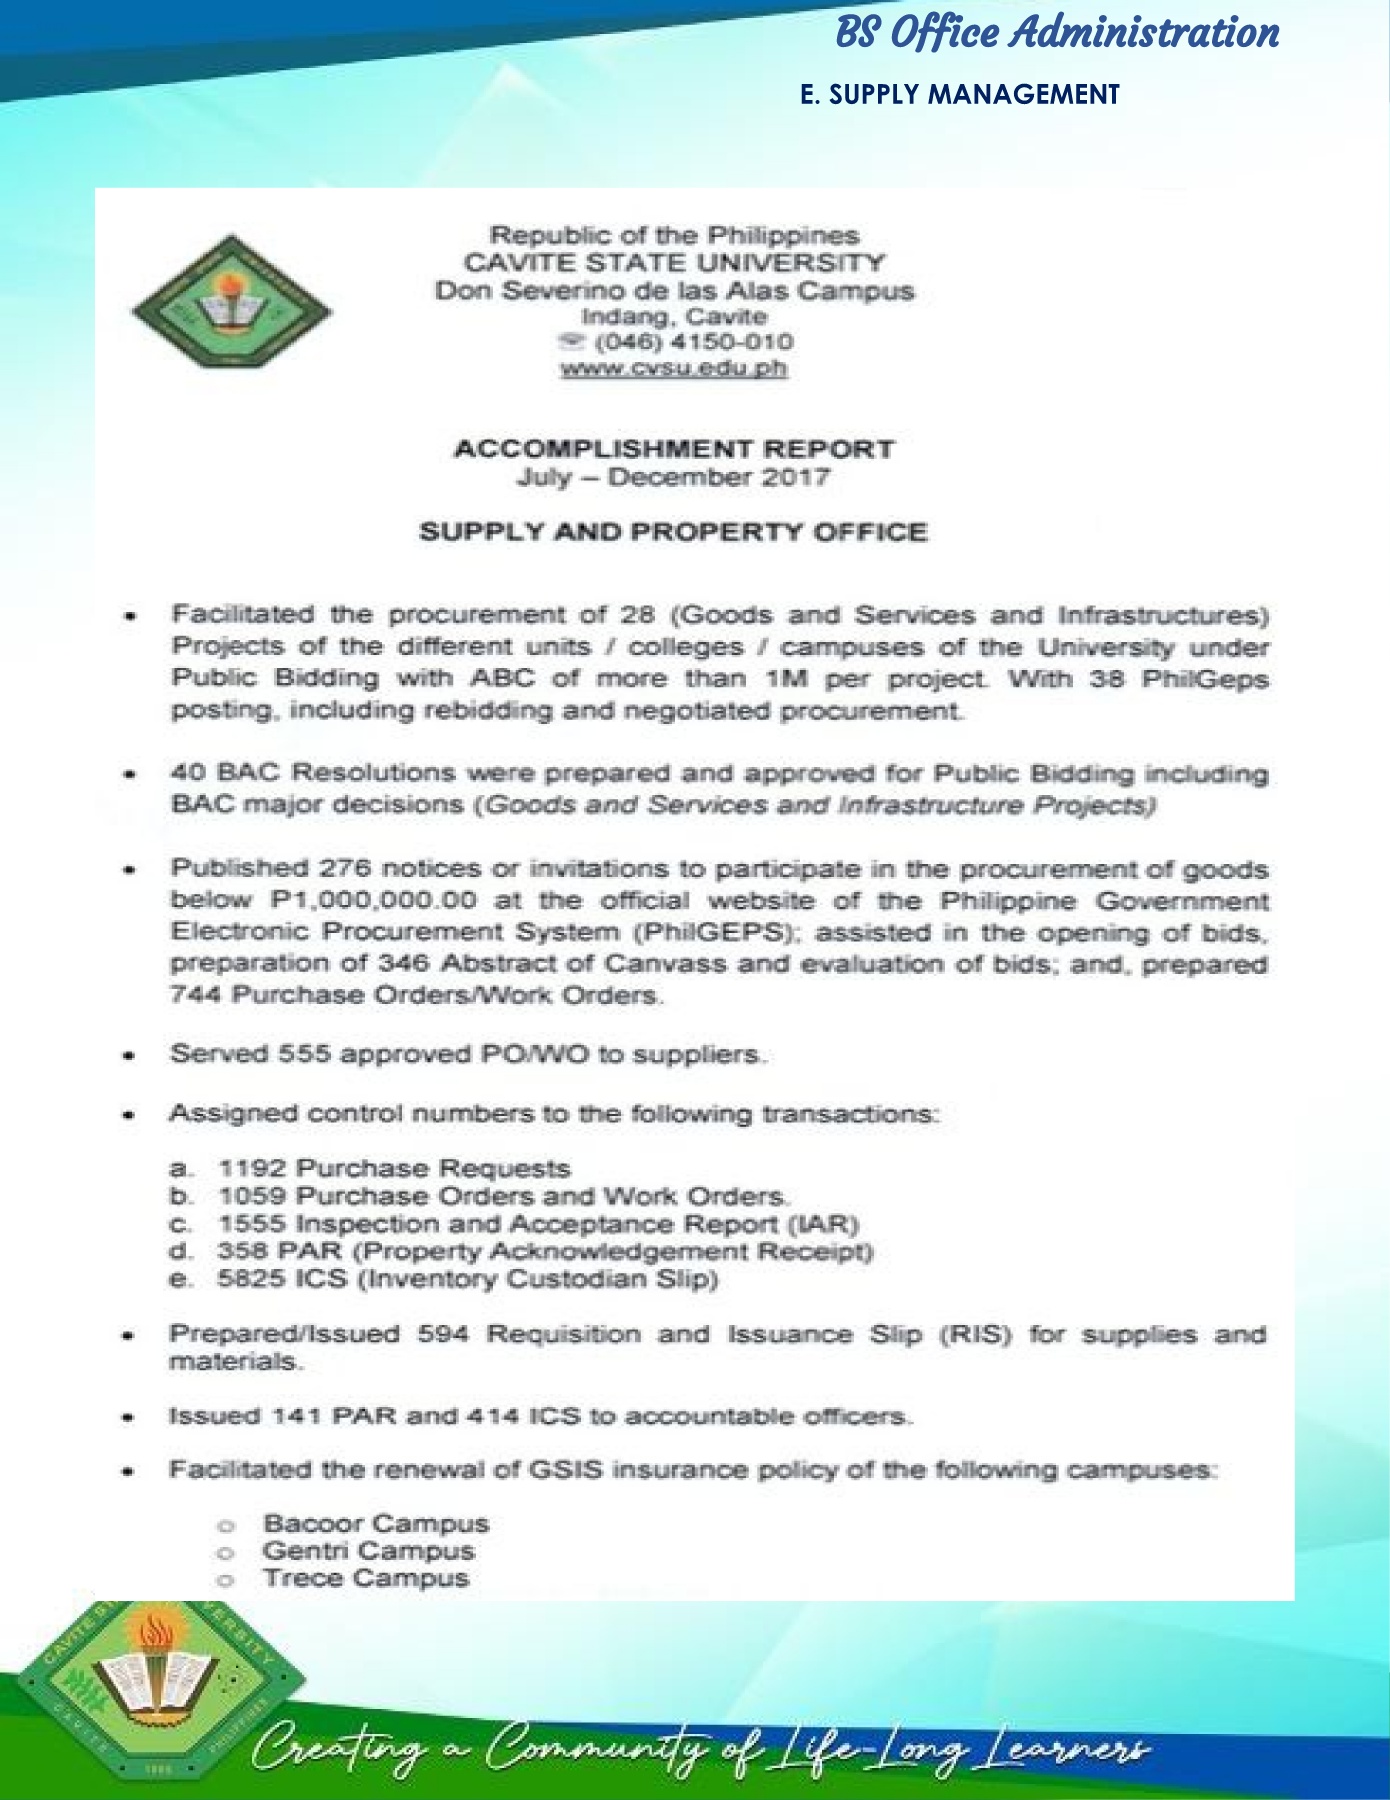 BS Office Administration
E. SUPPLY MANAGEMENT
Republic of the Philippines
CAVITE STATE UNIVERSITY
Don Severino de las Alas Campus
Indang, Cavite
☏ (046) 4150-010
www.cvsu.edu.ph
ACCOMPLISHMENT REPORT
July – December 2017
SUPPLY AND PROPERTY OFFICE
• Facilitated the procurement of 28 (Goods and Services and Infrastructures)
Projects of the different units / colleges / campuses of the University under
Public Bidding with ABC of more than 1M per project. With 38 PhilGeps
posting, including rebidding and negotiated procurement.
• 40 BAC Resolutions were prepared and approved for Public Bidding including
BAC major decisions (Goods and Services and Infrastructure Projects)
• Published 276 notices or invitations to participate in the procurement of goods
below P1,000,000.00 at the official website of the Philippine Government
Electronic Procurement System (PhilGEPS); assisted in the opening of bids,
preparation of 346 Abstract of Canvass and evaluation of bids; and, prepared
744 Purchase Orders/Work Orders.
• Served 555 approved PO/WO to suppliers.
• Assigned control numbers to the following transactions:
a. 1192 Purchase Requests
b. 1059 Purchase Orders and Work Orders.
c. 1555 Inspection and Acceptance Report (IAR)
d. 358 PAR (Property Acknowledgement Receipt)
e. 5825 ICS (Inventory Custodian Slip)
• Prepared/Issued 594 Requisition and Issuance Slip (RIS) for supplies and
materials.
• Issued 141 PAR and 414 ICS to accountable officers.
• Facilitated the renewal of GSIS insurance policy of the following campuses:
○ Bacoor Campus
○ Gentri Campus
○ Trece Campus
CAVITE
PHILIPPINES
Creating a Community of Life-Long Learners